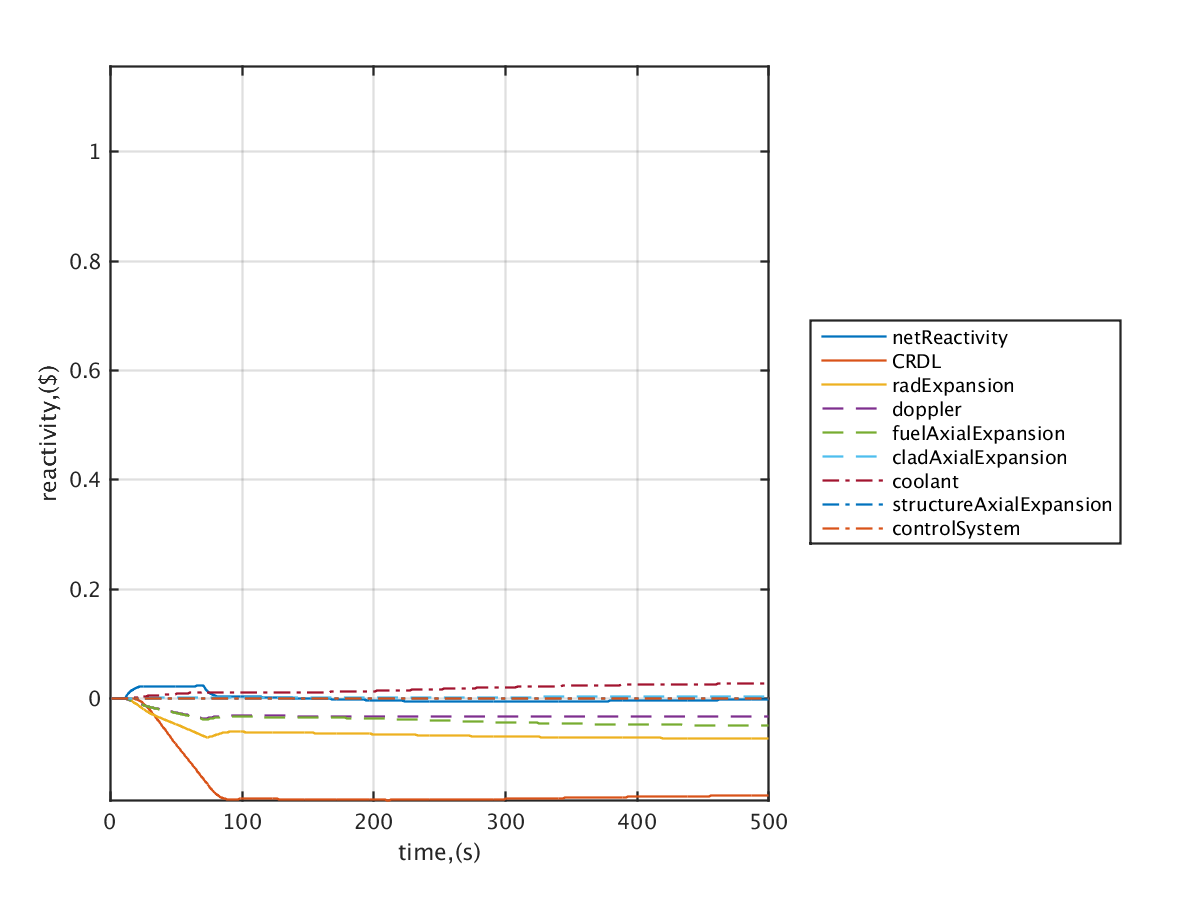 1
0.8
0.6
0.4
0.2
0
reactivity,($)
0 100 200 300 400 500
time,(s)
netReactivity
CRDL
radExpansion
doppler
fuelAxialExpansion
cladAxialExpansion
coolant
structureAxialExpansion
controlSystem